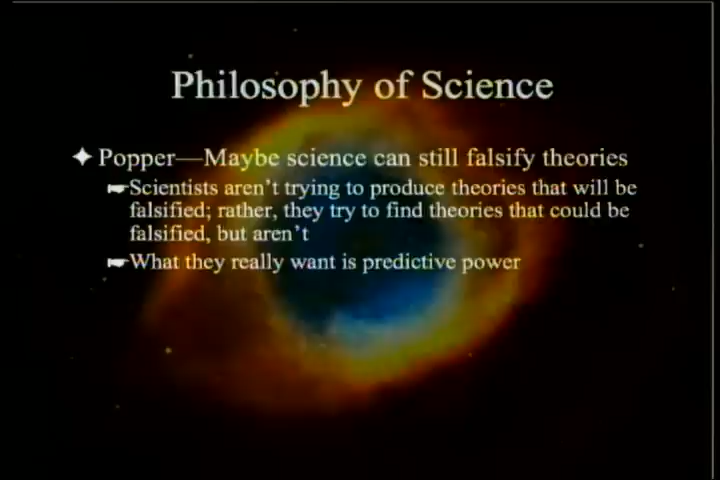 Philosophy of Science
Popper—Maybe science can still falsify theories
Scientists aren't trying to produce theories that will be
falsified; rather, they try to find theories that could be
falsified, but aren't
What they really want is predictive power